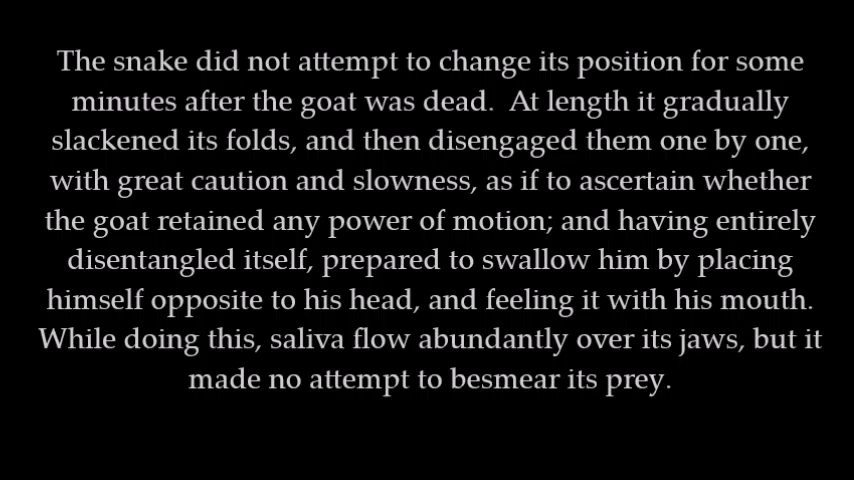 The snake did not attempt to change its position for some
minutes after the goat was dead.  At length it gradually
slackened its folds, and then disengaged them one by one,
with great caution and slowness, as if to ascertain whether
the goat retained any power of motion; and having entirely
disentangled itself, prepared to swallow him by placing
himself opposite to his head, and feeling it with his mouth.
While doing this, saliva flow abundantly over its jaws, but it
made no attempt to besmear its prey.